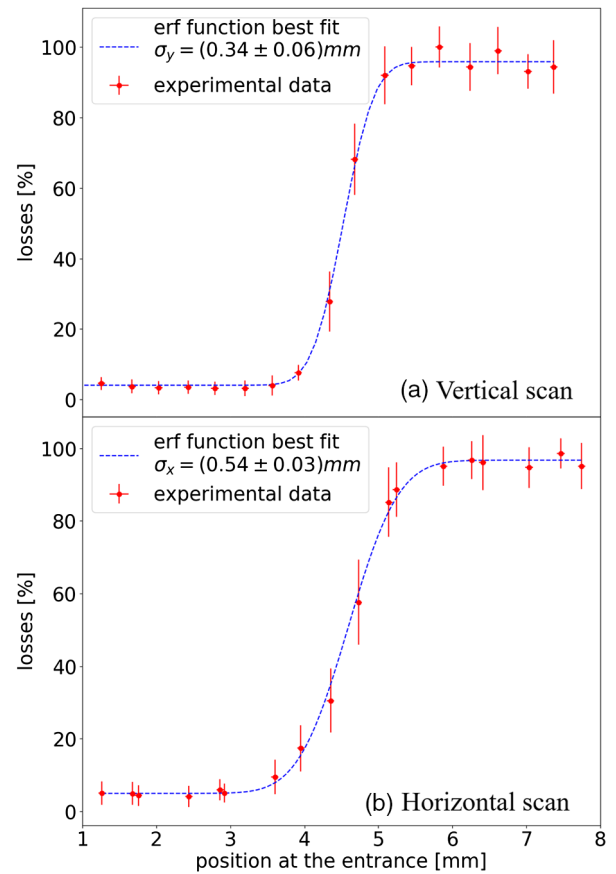 erf function best fit
σy = (0.34 ± 0.06)mm
experimental data
100
80
60
40
20
0
losses [%]
(a) Vertical scan
erf function best fit
σx = (0.54 ± 0.03)mm
experimental data
100
80
60
40
20
0
losses [%]
(b) Horizontal scan
1 2 3 4 5 6 7 8
position at the entrance [mm]